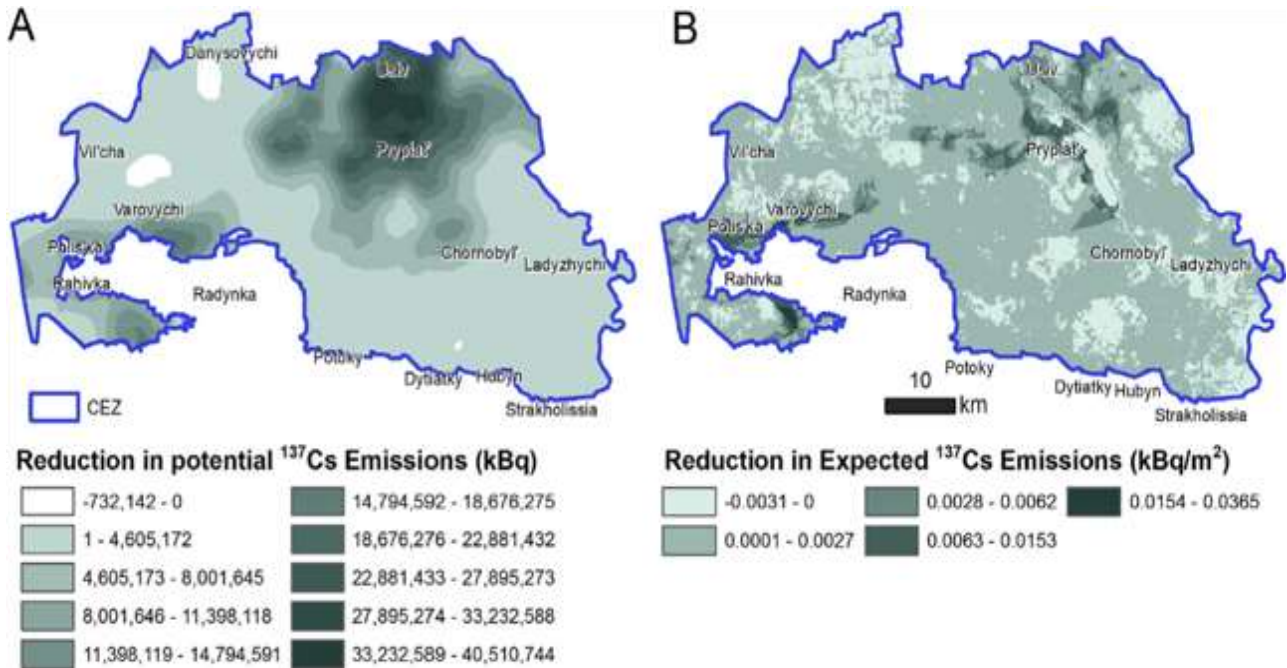 A
Danysovychi
Vil'cha
Prypiat'
Varovychi
Poliska
Chornobyl'
Ladyzhychi
Rahivka
Radynka
Potoky
Dytiatky
Hubyn
Strakholissia
CEZ
Reduction in potential ¹³⁷Cs Emissions (kBq)
-732,142 - 0
1 - 4,605,172
4,605,173 - 8,001,645
8,001,646 - 11,398,118
11,398,119 - 14,794,591
14,794,592 - 18,676,275
18,676,276 - 22,881,432
22,881,433 - 27,895,273
27,895,274 - 33,232,588
33,232,589 - 40,510,744
B
Vil'cha
Prypiat'
Varovychi
Poliska
Chornobyl'
Ladyzhychi
Rahivka
Radynka
Potoky
Dytiatky
Hubyn
Strakholissia
10
km
Reduction in Expected ¹³⁷Cs Emissions (kBq/m²)
-0.0031 - 0
0.0001 - 0.0027
0.0028 - 0.0062
0.0063 - 0.0153
0.0154 - 0.0365